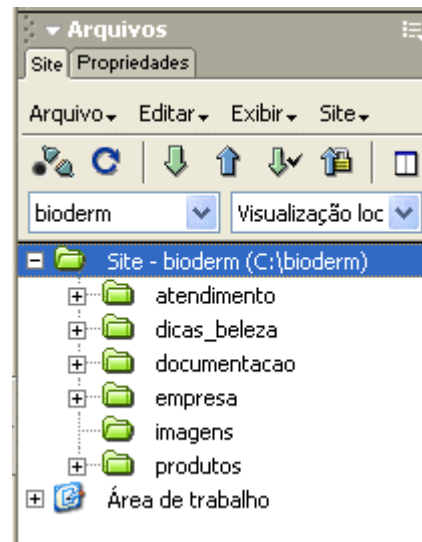 Arquivos
Site Propriedades
Arquivo Editar Exibir Site
bioderm Visualização loc
Site - bioderm (C:\bioderm)
atendimento
dicas_beleza
documentacao
empresa
imagens
produtos
Área de trabalho